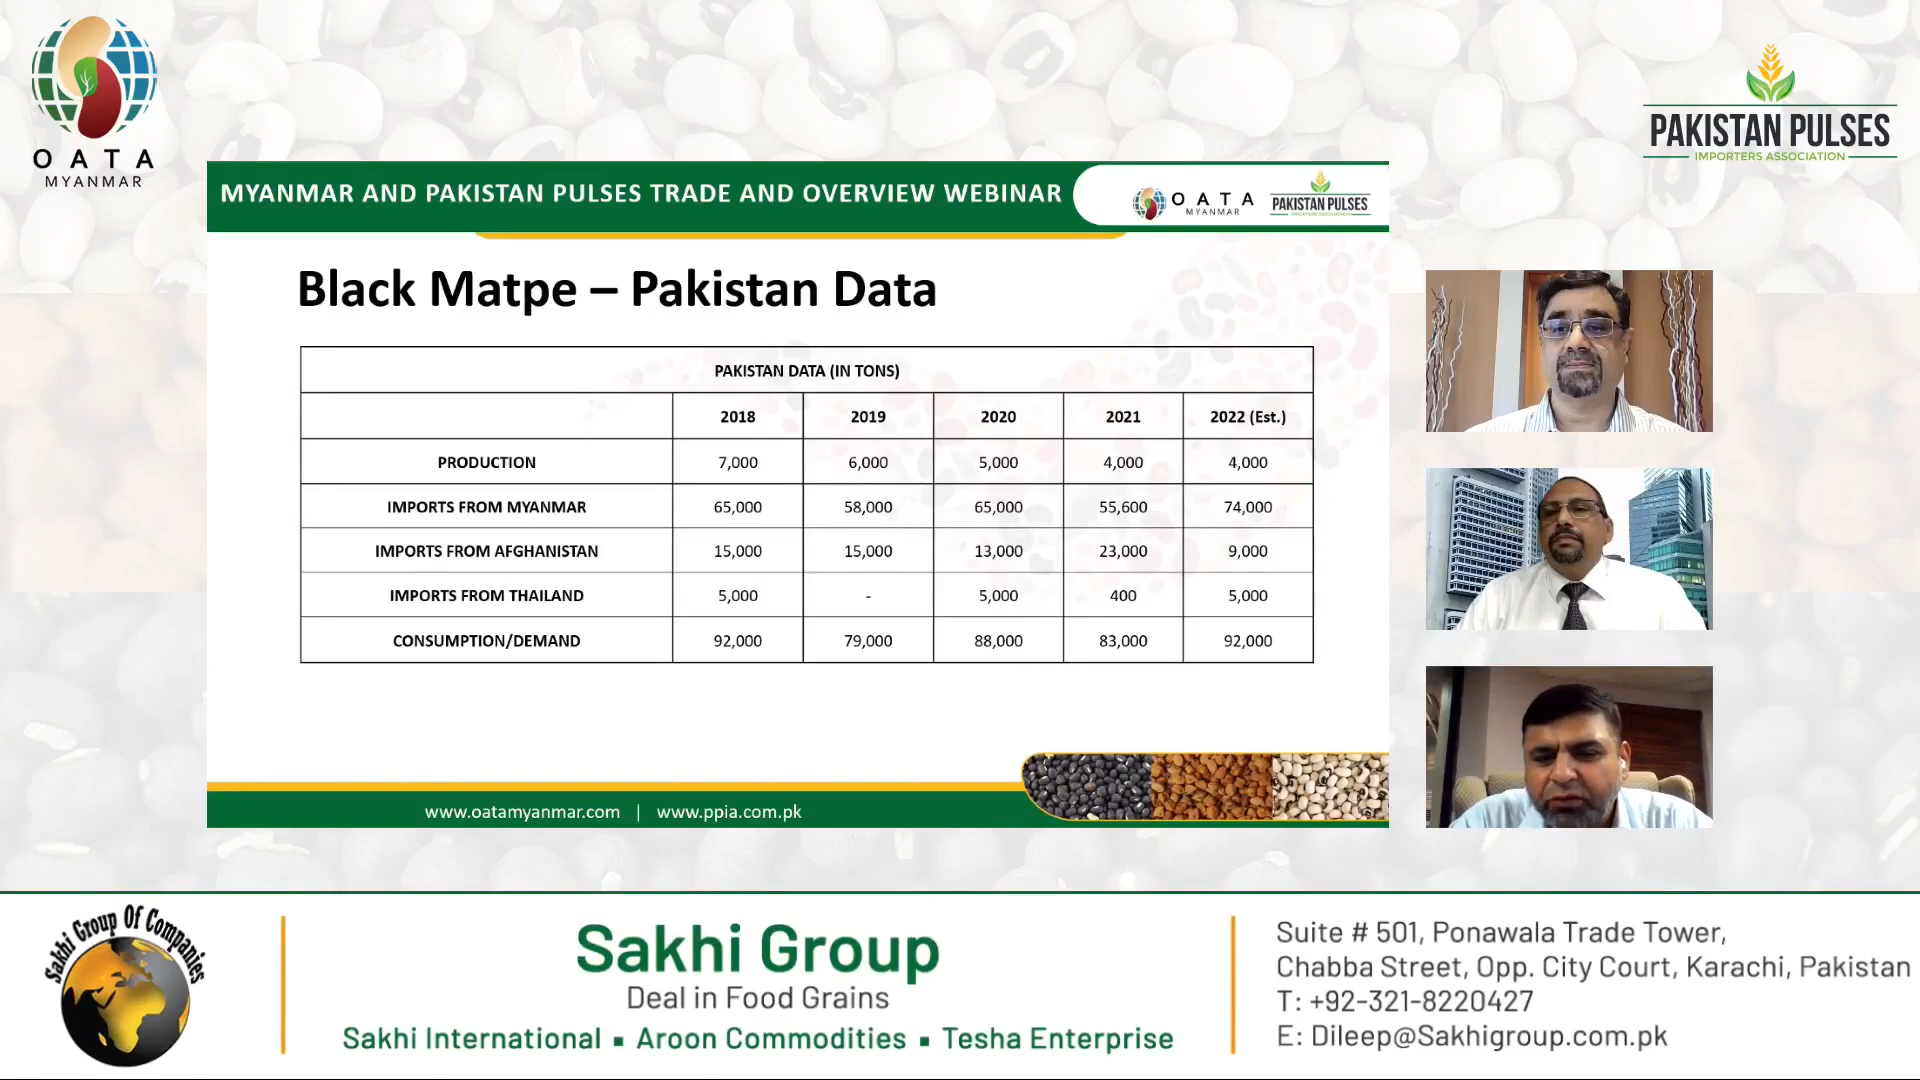 OATA
MYANMAR
PAKISTAN PULSES
IMPORTERS ASSOCIATION
MYANMAR AND PAKISTAN PULSES TRADE AND OVERVIEW WEBINAR
OATA
MYANMAR
PAKISTAN PULSES
IMPORTERS ASSOCIATION
Black Matpe – Pakistan Data
PAKISTAN DATA (IN TONS)
2018 2019 2020 2021 2022 (Est.)
PRODUCTION 7,000 6,000 5,000 4,000 4,000
IMPORTS FROM MYANMAR 65,000 58,000 65,000 55,600 74,000
IMPORTS FROM AFGHANISTAN 15,000 15,000 13,000 23,000 9,000
IMPORTS FROM THAILAND 5,000 - 5,000 400 5,000
CONSUMPTION/DEMAND 92,000 79,000 88,000 83,000 92,000
www.oatamyanmar.com | www.ppia.com.pk
Sakhi Group Of Companies
Sakhi Group
Deal in Food Grains
Sakhi International ▪ Aroon Commodities ▪ Tesha Enterprise
Suite # 501, Ponawala Trade Tower,
Chabba Street, Opp. City Court, Karachi, Pakistan
T: +92-321-8220427
E: Dileep@Sakhigroup.com.pk